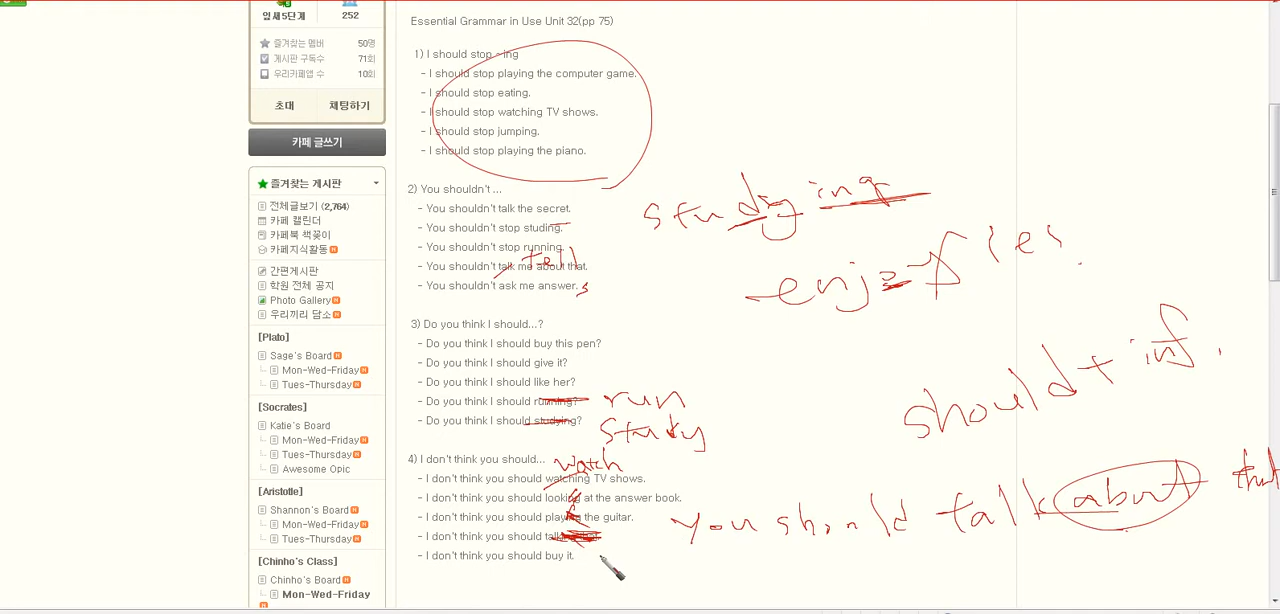 잎새5단계
252
즐겨찾는 멤버 50명
게시판 구독수 71회
우리카페앱 수 10회
초대 채팅하기
카페 글쓰기
즐겨찾는 게시판
전체글보기 (2,764)
카페 캘린더
카페북 책꽂이
카페지식활동
간편게시판
학원 전체 공지
Photo Gallery
우리끼리 담소
[Plato]
Sage's Board
Mon-Wed-Friday
Tues-Thursday
[Socrates]
Katie's Board
Mon-Wed-Friday
Tues-Thursday
Awesome Opic
[Aristotle]
Shannon's Board
Mon-Wed-Friday
Tues-Thursday
[Chinho's Class]
Chinho's Board
Mon-Wed-Friday
Essential Grammar in Use Unit 32(pp 75)
1) I should stop ~ing
- I should stop playing the computer game.
- I should stop eating.
- I should stop watching TV shows.
- I should stop jumping.
- I should stop playing the piano.
2) You shouldn't ...
- You shouldn't talk the secret.
- You shouldn't stop studing.
- You shouldn't stop running.
tell
- You shouldn't talk me about that.
- You shouldn't ask me answer. s
3) Do you think I should...?
- Do you think I should buy this pen?
- Do you think I should give it?
- Do you think I should like her?
- Do you think I should running? run
- Do you think I should studying? study
4) I don't think you should...
watch
- I don't think you should watching TV shows.
- I don't think you should looking at the answer book.
- I don't think you should playing the guitar.
- I don't think you should
- I don't think you should buy it.
studying
should + inf.
you should talk about that